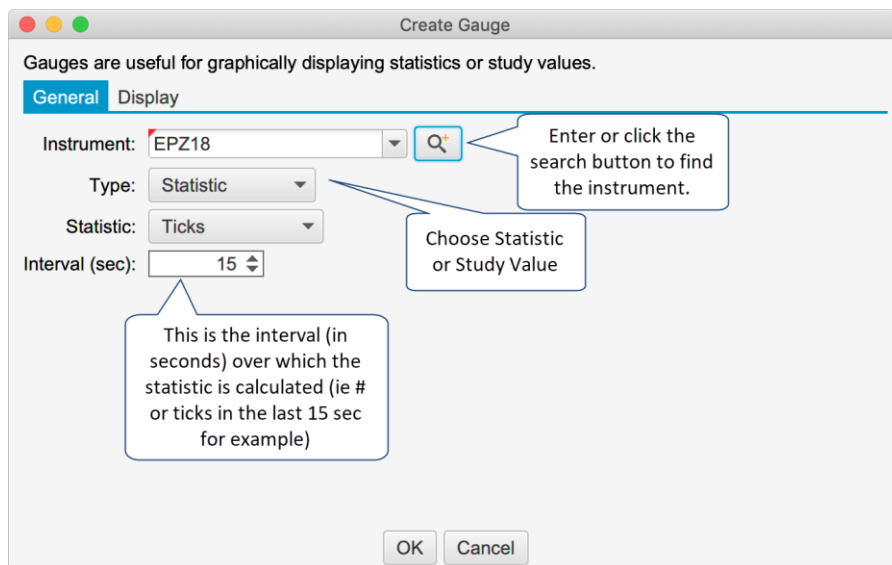 Create Gauge
Gauges are useful for graphically displaying statistics or study values.
General Display
Instrument: EPZ18
Enter or click the
search button to find
the instrument.
Type: Statistic
Statistic: Ticks
Choose Statistic
or Study Value
Interval (sec): 15
This is the interval (in
seconds) over which the
statistic is calculated (ie #
or ticks in the last 15 sec
for example)
OK Cancel